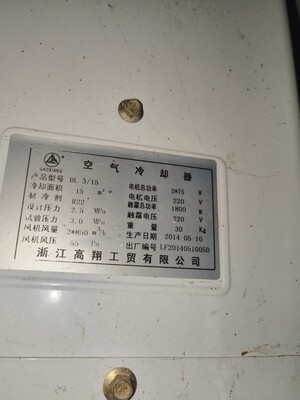 GAOXIANG
空气冷却器
产品型号 DL 3/15
冷却面积 15 m²
制冷剂 R22
设计压力 2.5 MPa
试验压力 3.0 MPa
风机风量 2*850 m³/h
风机风压 55 Pa
电机总功率 2*75 W
电机电压 220 V
融霜总功率 1800 W
融霜电压 220 V
重量 30 Kg
生产日期 2014-05-10
出厂编号 LF20140510050
浙江高翔工贸有限公司